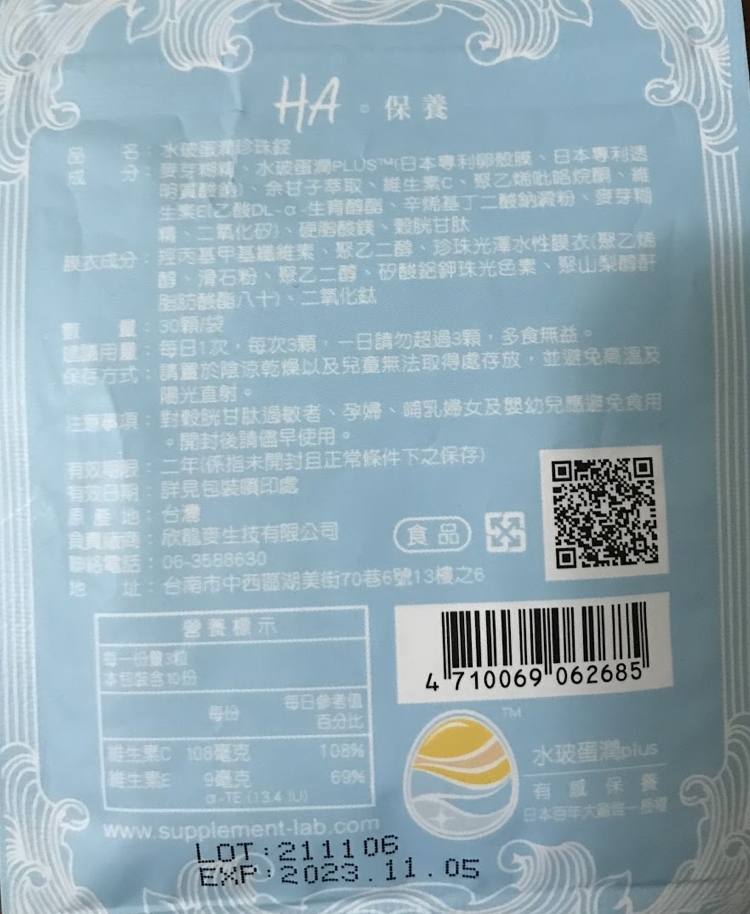 HA。保養
品名：水玻蛋潤珍珠錠
成分：麥芽糊精、水玻蛋潤PLUS™(日本專利卵殼膜、日本專利透
明質酸鈉)、余甘子萃取、維生素C、聚乙烯吡咯烷酮、維
生素E(乙酸DL-α-生育醇酯、辛烯基丁二酸鈉澱粉、麥芽糊
精、二氧化矽)、硬脂酸鎂、穀胱甘肽
膜衣成分：羥丙基甲基纖維素、聚乙二醇、珍珠光澤水性膜衣(聚乙烯
醇、滑石粉、聚乙二醇、矽酸鋁鉀珠光色素、聚山梨醇酐
脂肪酸酯八十)、二氧化鈦
數量：30顆/袋
建議用量：每日1次，每次3顆，一日請勿超過3顆，多食無益。
保存方式：請置於陰涼乾燥以及兒童無法取得處存放，並避免高溫及
陽光直射。
注意事項：對穀胱甘肽過敏者、孕婦、哺乳婦女及嬰幼兒應避免食用
。開封後請儘早使用。
有效期限：二年(係指未開封且正常條件下之保存)
有效日期：詳見包裝噴印處
原產地：台灣
負責廠商：欣龍麥生技有限公司
聯絡電話：06-3588630
地址：台南市中西區湖美街70巷6號13樓之6
食品
營養標示
每一份量3粒
本包裝含10份
每份 每日參考值
百分比
維生素C 108毫克 108%
維生素E 9毫克 69%
α-TE (13.4 IU)
4 710069 062685
TM
水玻蛋潤plus
有感保養
日本百年大廠
www.supplement-lab.com
LOT:211106
EXP:2023.11.05